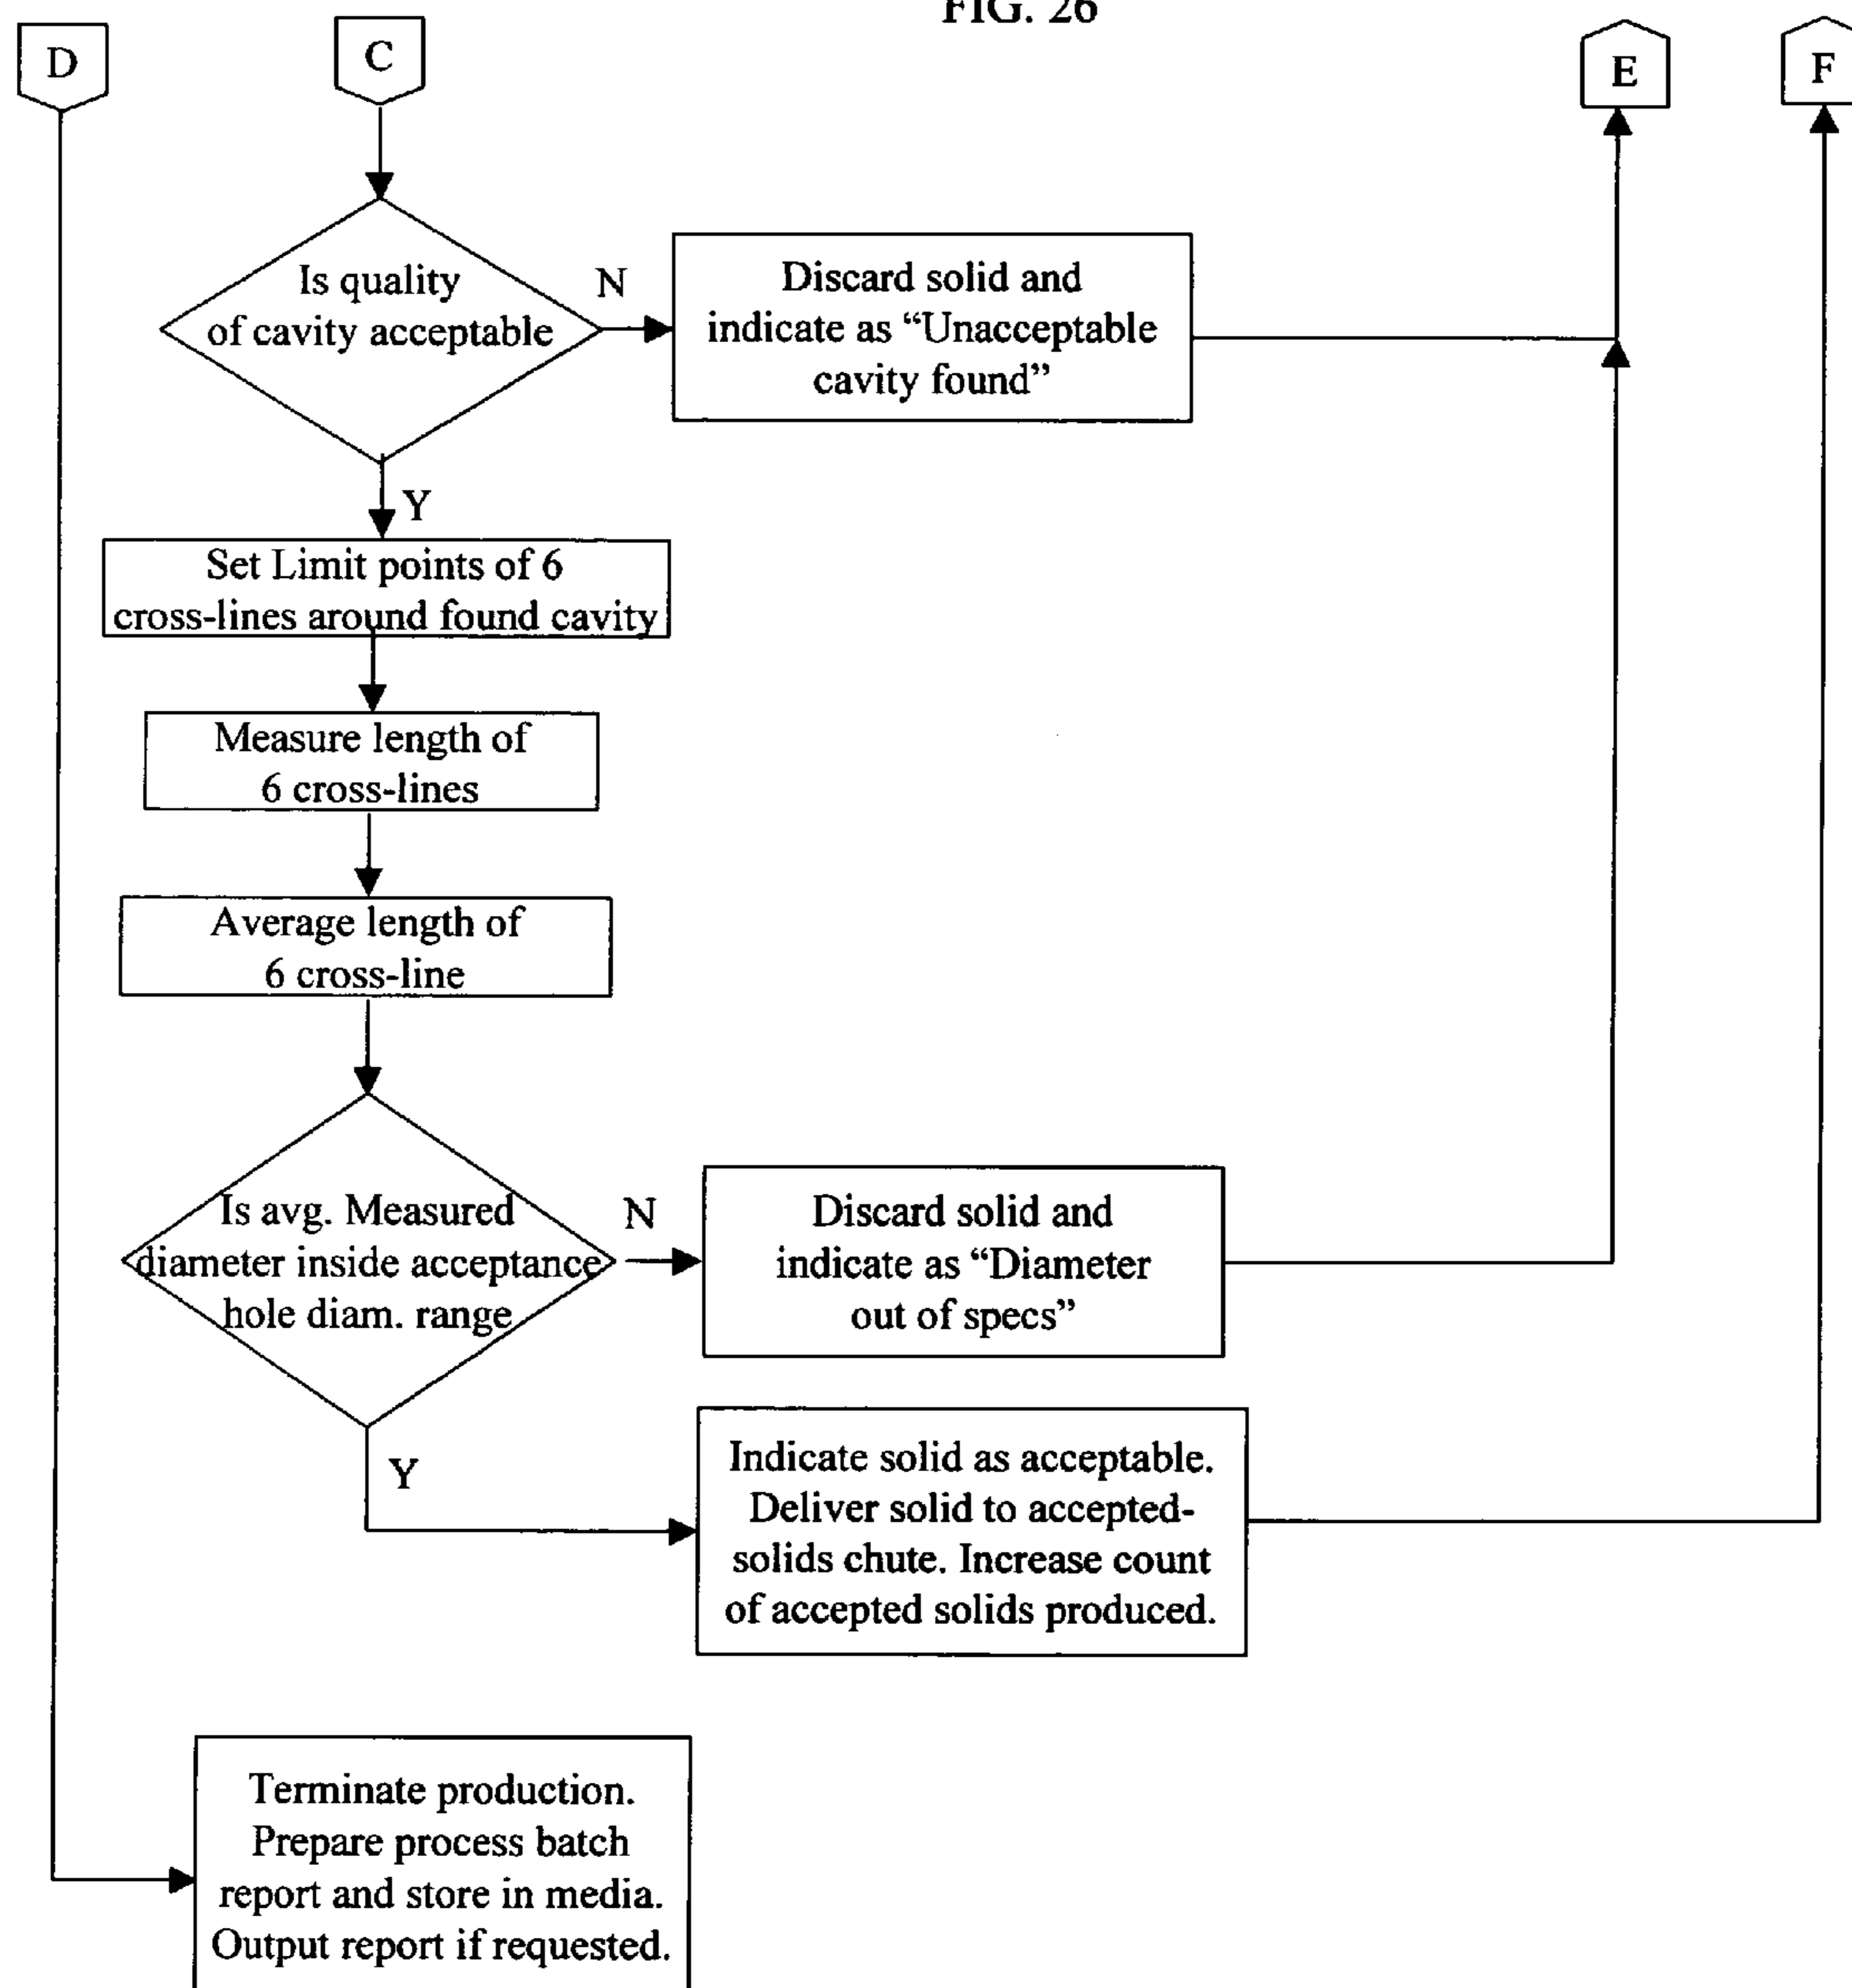 FIG. 26
D
C
E
F
Is quality
of cavity acceptable
N
Discard solid and
indicate as “Unacceptable
cavity found”
Y
Set Limit points of 6
cross-lines around found cavity
Measure length of
6 cross-lines
Average length of
6 cross-line
Is avg. Measured
diameter inside acceptance
hole diam. range
N
Discard solid and
indicate as “Diameter
out of specs”
Y
Indicate solid as acceptable.
Deliver solid to accepted-
solids chute. Increase count
of accepted solids produced.
Terminate production.
Prepare process batch
report and store in media.
Output report if requested.